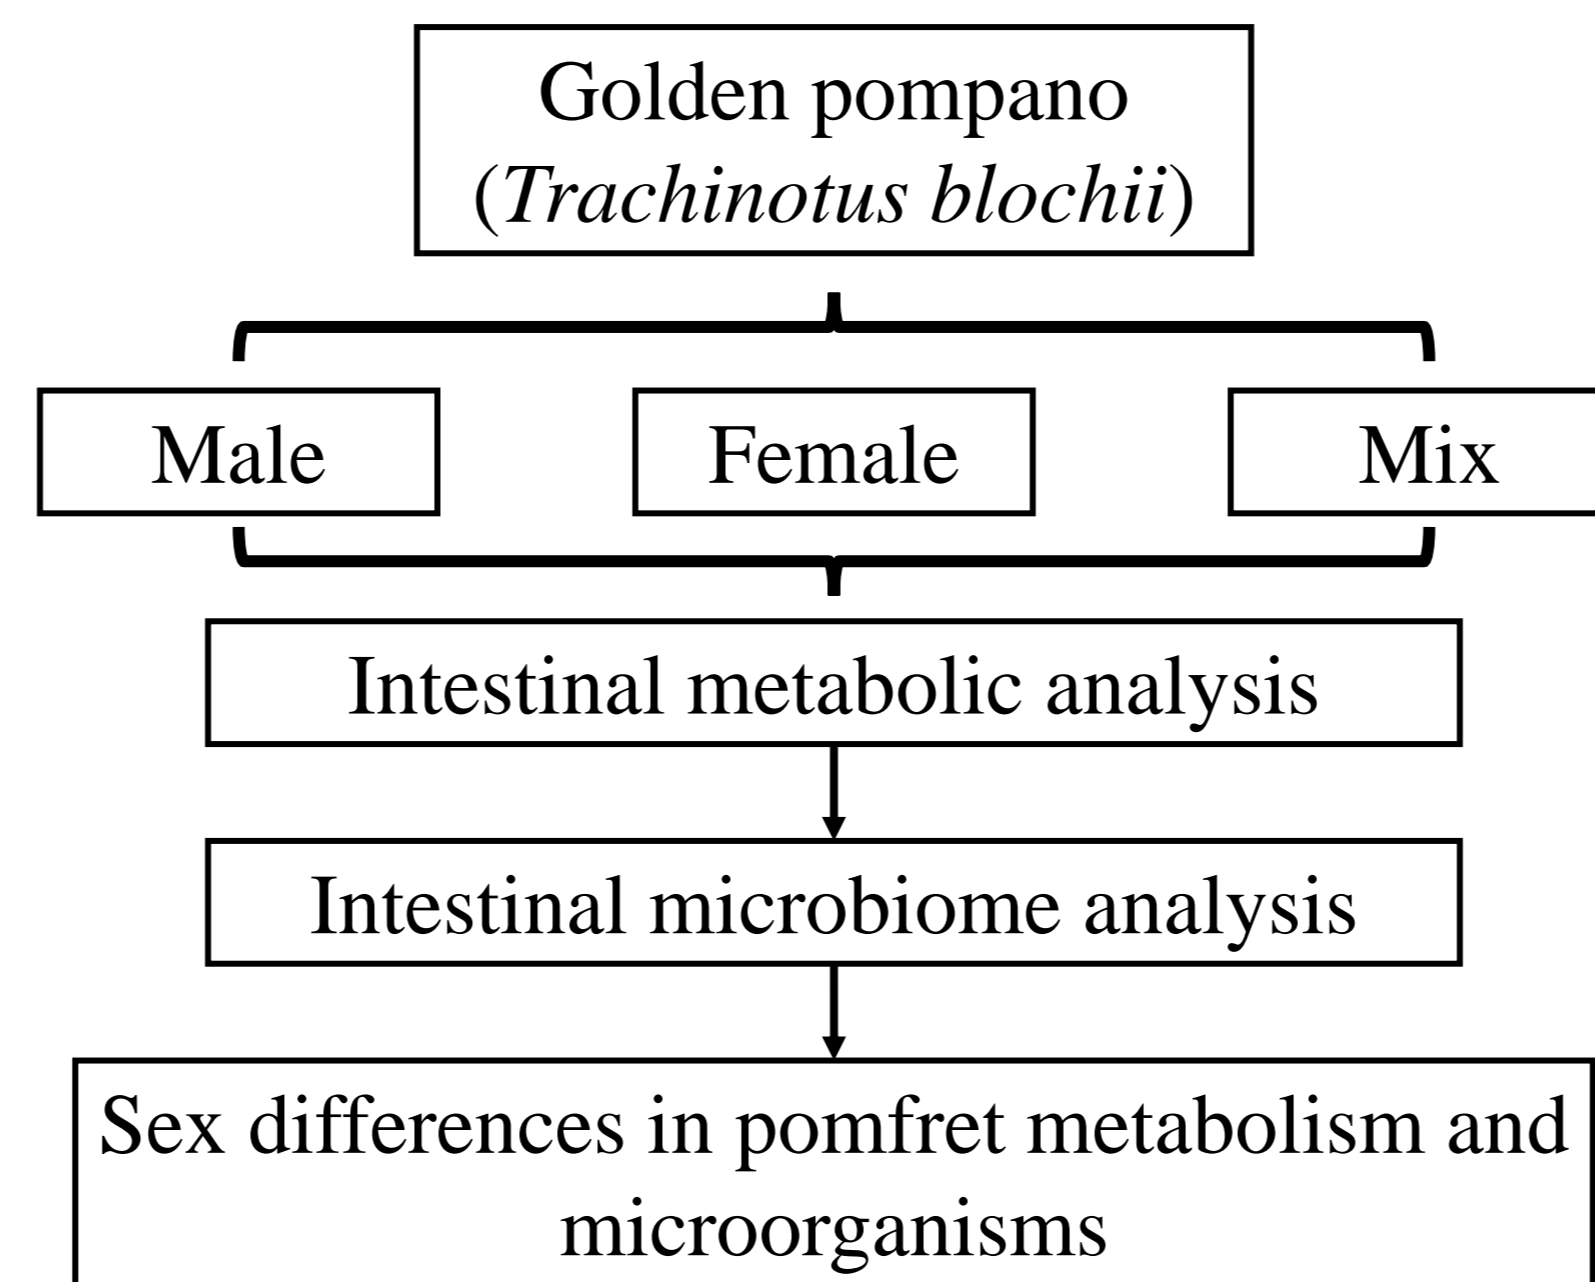 Golden pompano
(Trachinotus blochii)
Male
Female
Mix
Intestinal metabolic analysis
Intestinal microbiome analysis
Sex differences in pomfret metabolism and
microorganisms